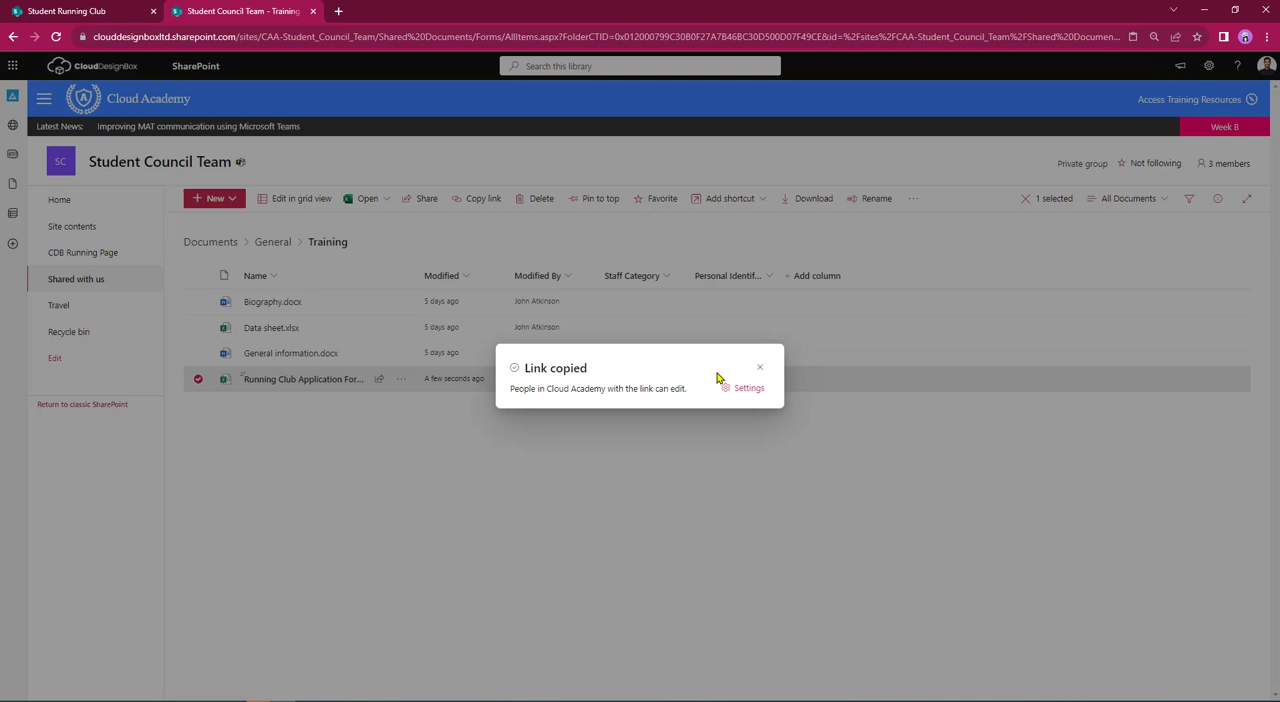 Student Running Club
Student Council Team - Training
clouddesignboxltd.sharepoint.com/sites/CAA-Student_Council_Team/Shared%20Documents/Forms/AllItems.aspx?FolderCTID=0x012000799C30B0F27A7B46BC30D500D07F49CE&id=%2Fsites%2FCAA-Student_Council_Team%2FShared%20Documen...
CLOUDDESIGNBOX SharePoint Search this library
Cloud Academy Access Training Resources
Latest News: Improving MAT communication using Microsoft Teams Week B
SC Student Council Team Private group Not following 3 members
Home + New Edit in grid view Open Share Copy link Delete Pin to top Favorite Add shortcut Download Rename ... 1 selected All Documents
Site contents
CDB Running Page
Shared with us
Travel
Recycle bin
Edit
Return to classic SharePoint
Documents > General > Training
Name Modified Modified By Staff Category Personal Identif... + Add column
Biography.docx 5 days ago John Atkinson
Data sheet.xlsx 5 days ago John Atkinson
General information.docx 5 days ago
Running Club Application For... ... A few seconds ago
Link copied
People in Cloud Academy with the link can edit. Settings